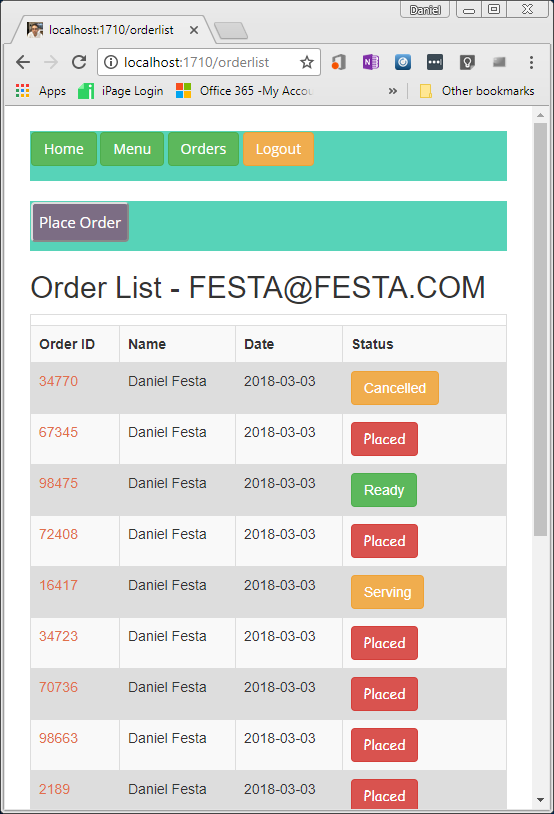 Daniel
localhost:1710/orderlist
localhost:1710/orderlist
Apps iPage Login Office 365 -My Accou » Other bookmarks
Home Menu Orders Logout
Place Order
Order List - FESTA@FESTA.COM
Order ID Name Date Status
34770 Daniel Festa 2018-03-03 Cancelled
67345 Daniel Festa 2018-03-03 Placed
98475 Daniel Festa 2018-03-03 Ready
72408 Daniel Festa 2018-03-03 Placed
16417 Daniel Festa 2018-03-03 Serving
34723 Daniel Festa 2018-03-03 Placed
70736 Daniel Festa 2018-03-03 Placed
98663 Daniel Festa 2018-03-03 Placed
2189 Daniel Festa 2018-03-03 Placed